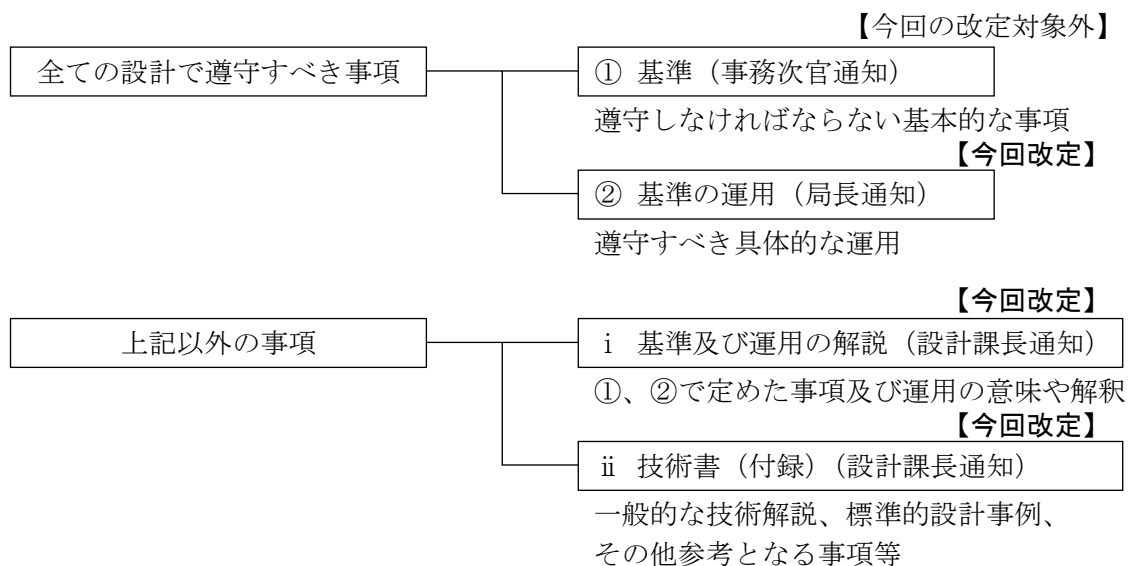 【今回の改定対象外】
全ての設計で遵守すべき事項
① 基準（事務次官通知）
遵守しなければならない基本的な事項
【今回改定】
② 基準の運用（局長通知）
遵守すべき具体的な運用
【今回改定】
上記以外の事項
ⅰ 基準及び運用の解説（設計課長通知）
①、②で定めた事項及び運用の意味や解釈
【今回改定】
ⅱ 技術書（付録）（設計課長通知）
一般的な技術解説、標準的設計事例、
その他参考となる事項等